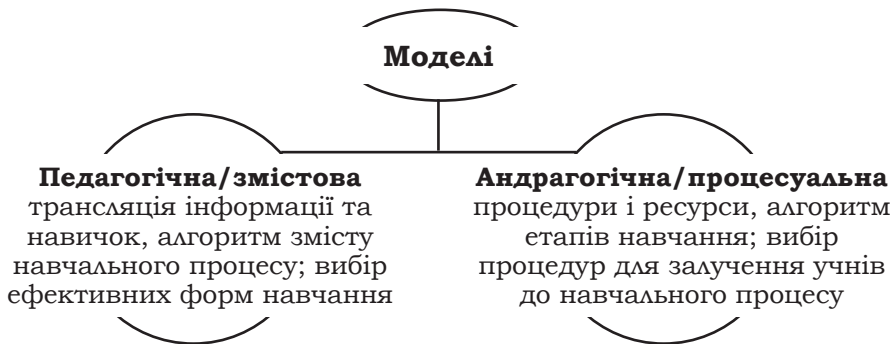 Моделі
Педагогічна/змістова
трансляція інформації та
навичок, алгоритм змісту
навчального процесу; вибір
ефективних форм навчання
Андрагогічна/процесуальна
процедури і ресурси, алгоритм
етапів навчання; вибір
процедур для залучення учнів
до навчального процесу